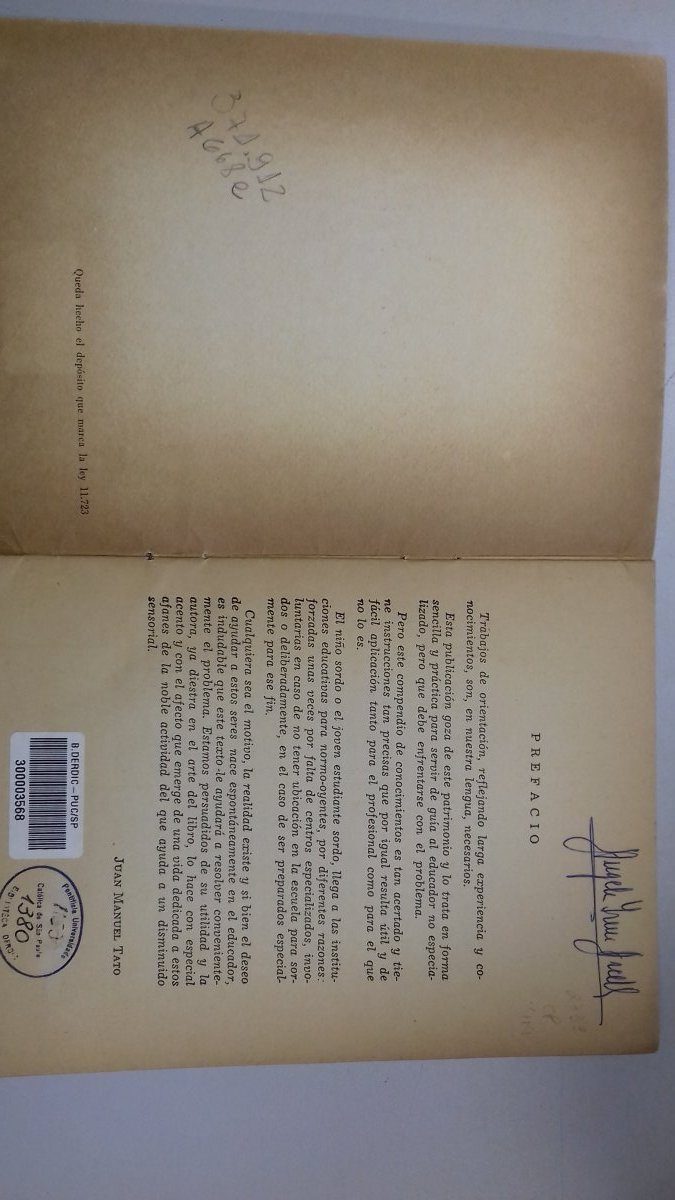 371.912
A668e
Queda hecho el depósito que marca la ley 11.723
PREFACIO
Trabajos de orientación, reflejando larga experiencia y co-
nocimientos, son, en nuestra lengua, necesarios.
Esta publicación goza de este patrimonio y lo trata en forma
sencilla y práctica para servir de guía al educador no especia-
lizado, pero que debe enfrentarse con el problema.
Pero este compendio de conocimientos es tan acertado y tie-
ne instrucciones tan precisas que por igual resulta útil y de
fácil aplicación tanto para el profesional como para el que
no lo es.
El niño sordo o el joven estudiante sordo, llega a las institu-
ciones educativas para normo-oyentes, por diferentes razones:
forzadas unas veces por falta de centros especializados, invo-
luntarias en caso de no tener ubicación en la escuela para sor-
dos o deliberadamente, en el caso de ser preparados especial-
mente para ese fin.
Cualquiera sea el motivo, la realidad existe y si bien el deseo
de ayudar a estos seres nace espontáneamente en el educador,
es indudable que este texto le ayudará a resolver conveniente-
mente el problema. Estamos persuadidos de su utilidad y la
autora, ya diestra en el arte del libro, lo hace con especial
acento y con el afecto que emerge de una vida dedicada a estos
afanes de la noble actividad del que ayuda a un disminuido
sensorial.
JUAN MANUEL TATO
B.DERDIC - PUC/SP
300003568
Pontifícia Universidade
1380
Católica de São Paulo